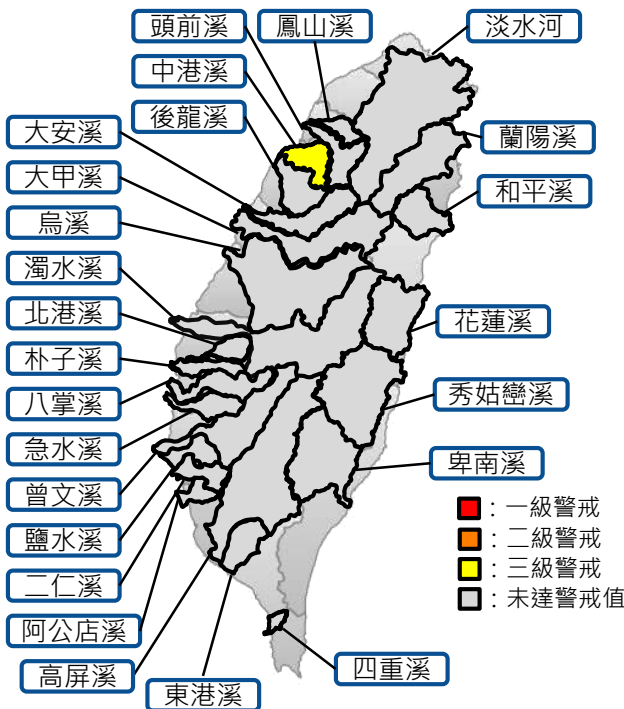 頭前溪
鳳山溪
淡水河
中港溪
後龍溪
大安溪
蘭陽溪
大甲溪
和平溪
烏溪
濁水溪
北港溪
花蓮溪
朴子溪
八掌溪
秀姑巒溪
急水溪
卑南溪
曾文溪
鹽水溪
二仁溪
阿公店溪
高屏溪
東港溪
四重溪
：一級警戒
：二級警戒
：三級警戒
：未達警戒值